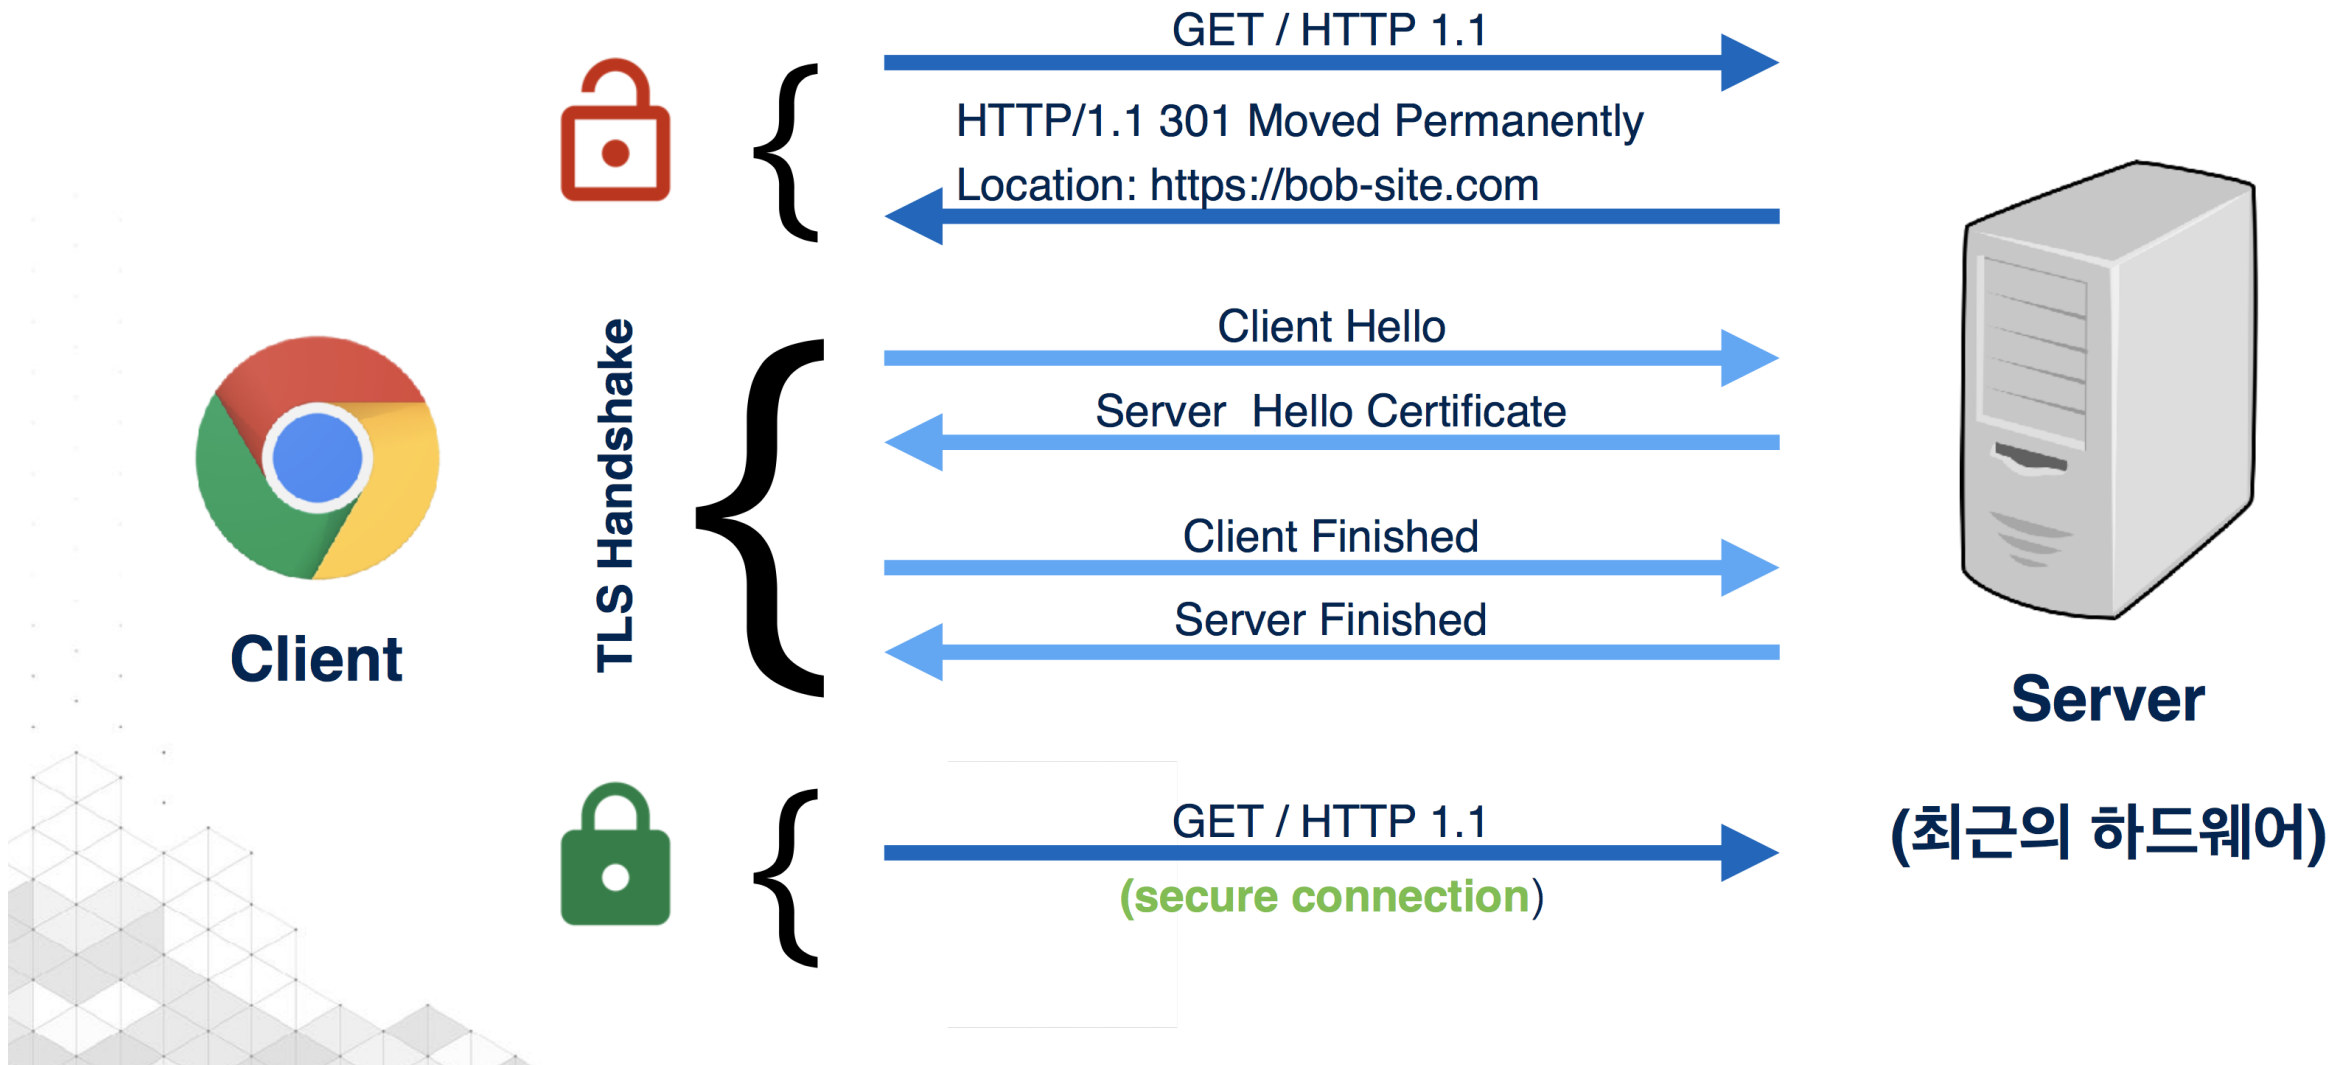 GET / HTTP 1.1
HTTP/1.1 301 Moved Permanently
Location: https://bob-site.com
TLS Handshake
Client Hello
Server Hello Certificate
Client Finished
Server Finished
Client
Server
(최근의 하드웨어)
GET / HTTP 1.1
(secure connection)